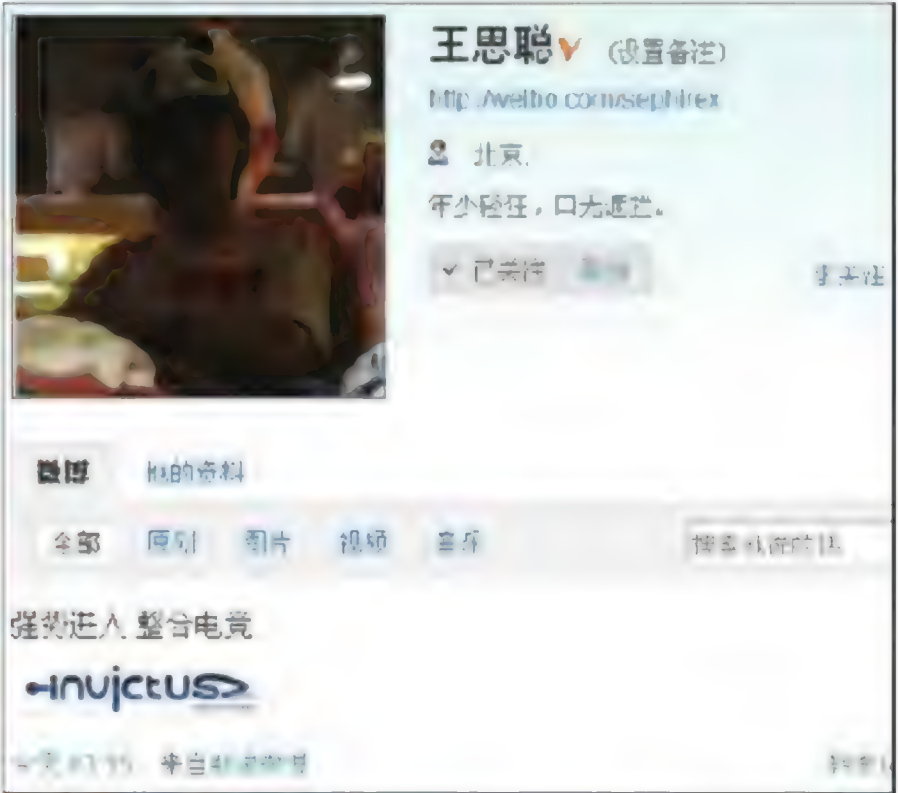 王思聪 (设置备注)
http://weibo.com/sephirex
北京
年少轻狂，口无遮拦。
已关注
微博 他的资料
全部 原创 图片 视频 音乐
强势进入 整合电竞
invictus
来自